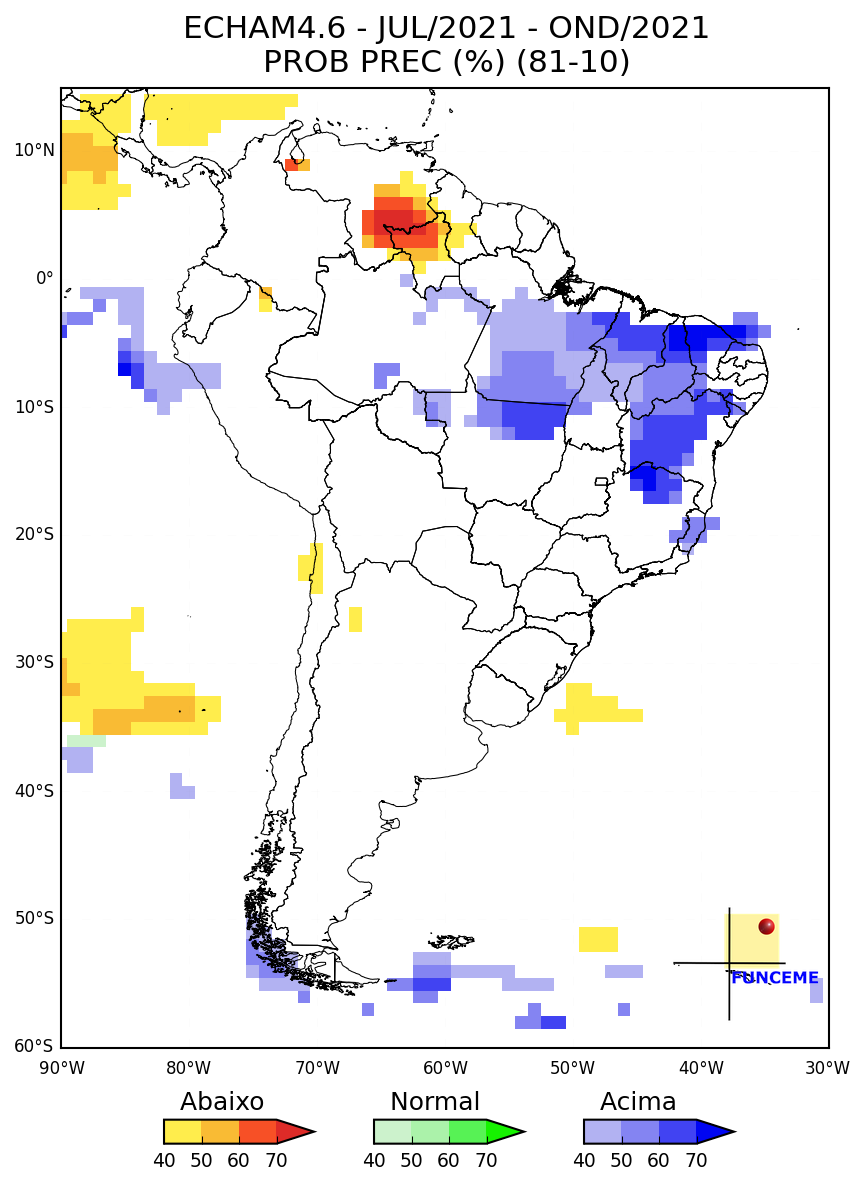 ECHAM4.6 - JUL/2021 - OND/2021
PROB PREC (%) (81-10)
10°N
0°
10°S
20°S
30°S
40°S
50°S
60°S
90°W 80°W 70°W 60°W 50°W 40°W 30°W
FUNCEME
Abaixo Normal Acima
40 50 60 70 40 50 60 70 40 50 60 70